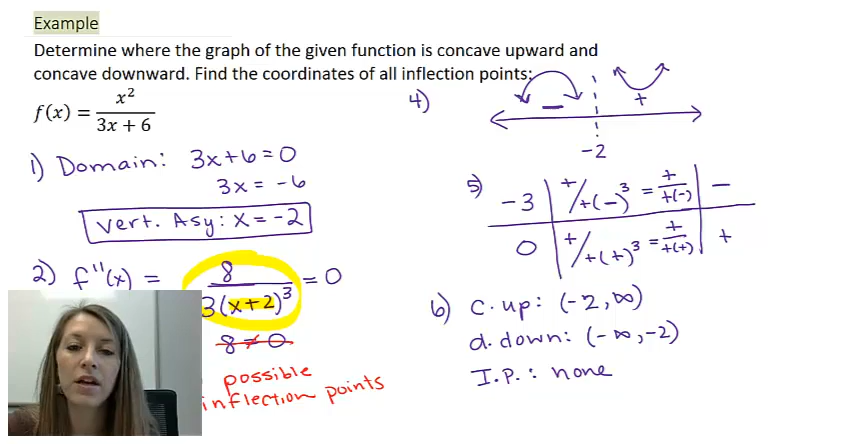 Example
Determine where the graph of the given function is concave upward and
concave downward. Find the coordinates of all inflection points:
f(x) = x² / (3x + 6)
1) Domain: 3x+6=0
3x = -6
Vert. Asy: x = -2
2) f''(x) = 8 / 3(x+2)³ = 0
8 ≠ 0
possible
inflection points
4)
− +
-2
5)
-3 | +/+(-)³ = +/+(-) | −
0 | +/+(+)³ = +/+(+) | +
6) C. up: (-2, ∞)
d. down: (-∞, -2)
I.P.: none